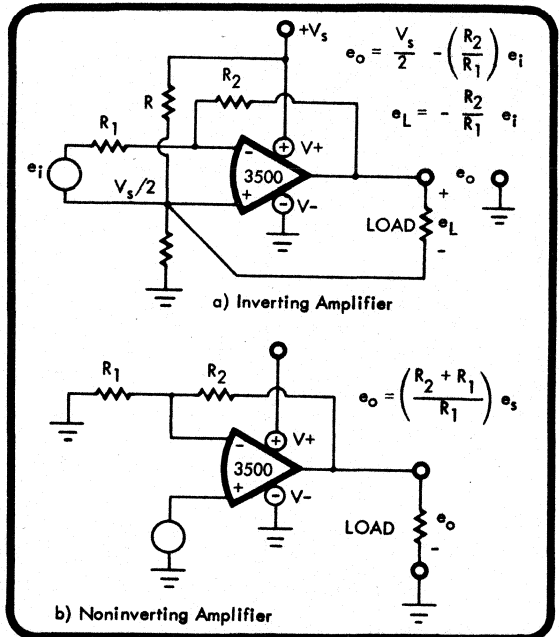 +Vs
eo = Vs/2 - (R2/R1) ei
R2
R
eL = - R2/R1 ei
R1
V+
-
ei
3500
eo
Vs/2
+
+
V-
LOAD
eL
-
a) Inverting Amplifier
R1
R2
eo = (R2 + R1/R1) es
V+
-
3500
+
V-
LOAD
eo
-
b) Noninverting Amplifier